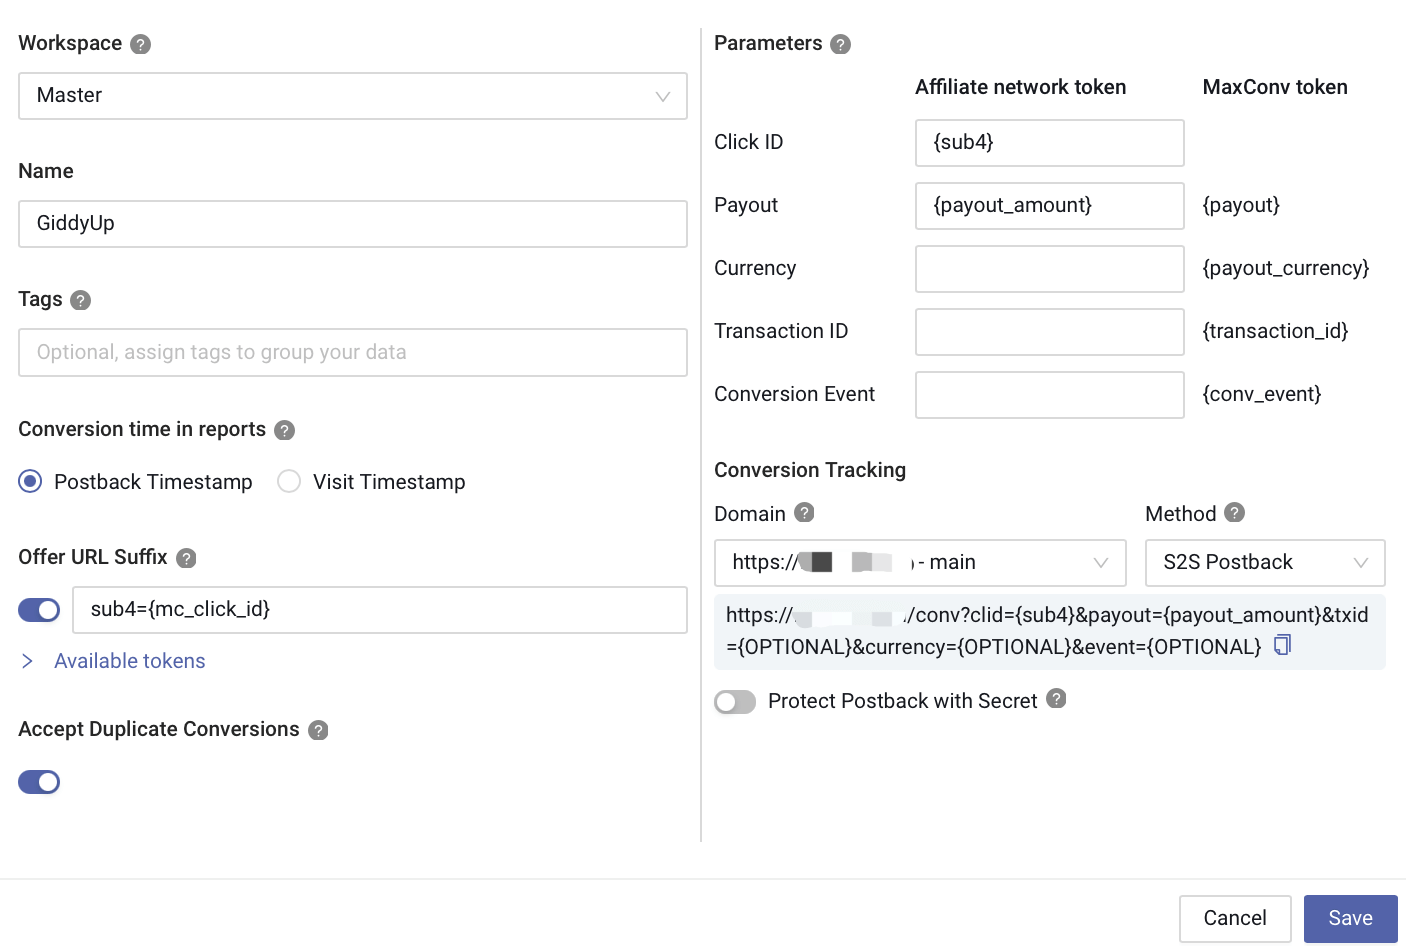 Workspace ?
Master
Name
GiddyUp
Tags ?
Optional, assign tags to group your data
Conversion time in reports ?
Postback Timestamp Visit Timestamp
Offer URL Suffix ?
sub4={mc_click_id}
Available tokens
Accept Duplicate Conversions ?
Parameters ?
Affiliate network token MaxConv token
Click ID {sub4}
Payout {payout_amount} {payout}
Currency {payout_currency}
Transaction ID {transaction_id}
Conversion Event {conv_event}
Conversion Tracking
Domain ? Method ?
https:// - main S2S Postback
https:// /conv?clid={sub4}&payout={payout_amount}&txid
={OPTIONAL}&currency={OPTIONAL}&event={OPTIONAL}
Protect Postback with Secret ?
Cancel Save